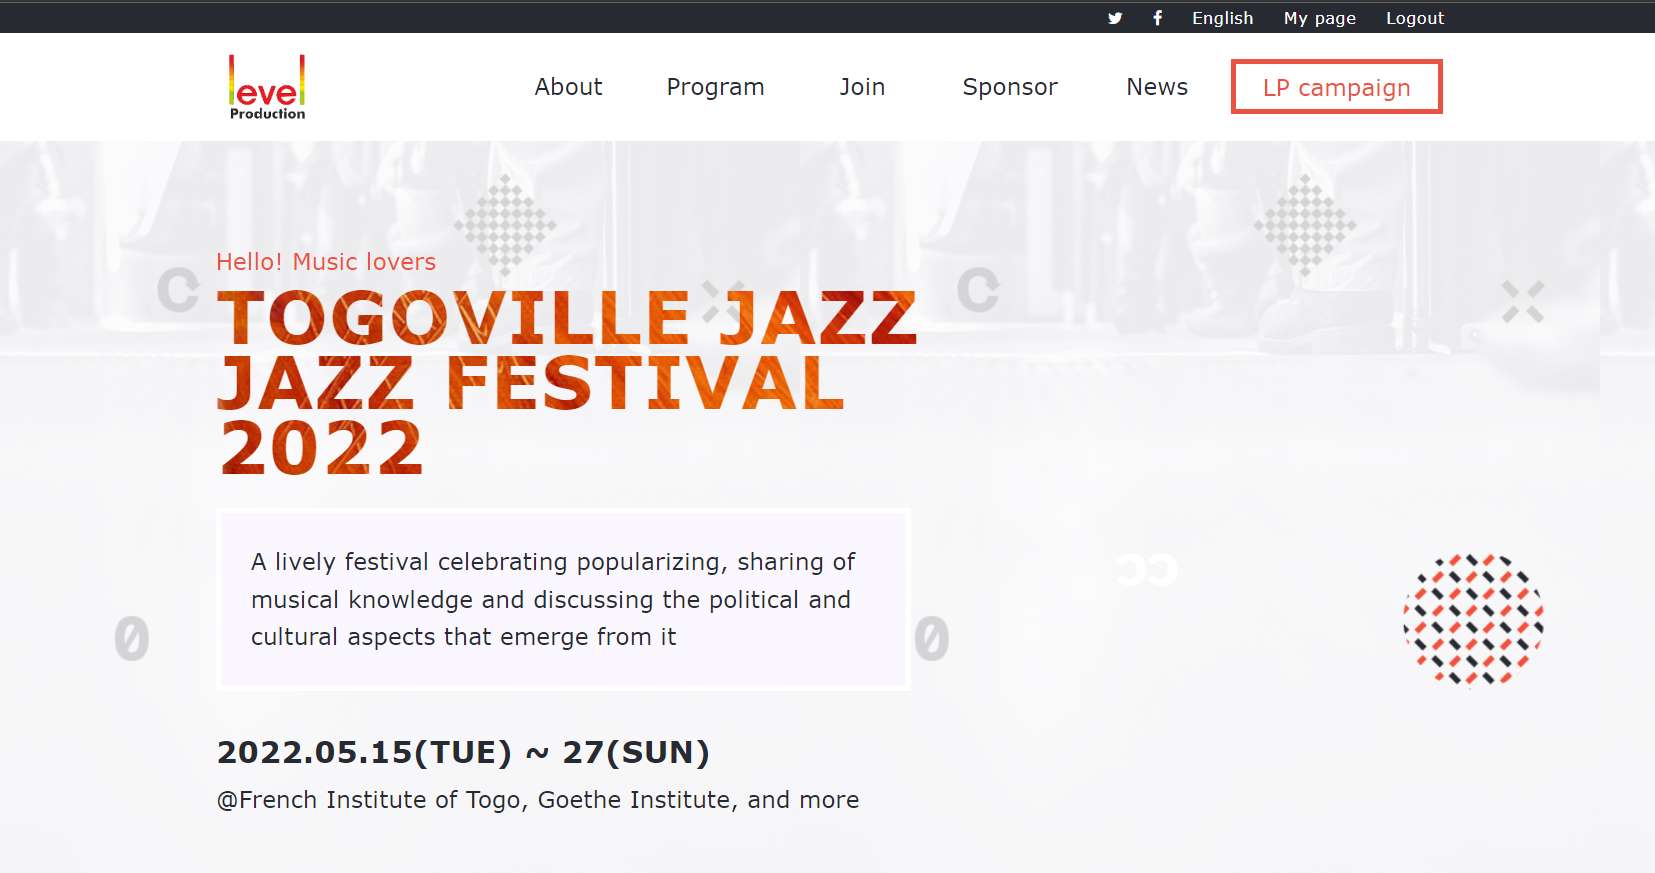 English My page Logout
level
Production
About Program Join Sponsor News LP campaign
Hello! Music lovers
TOGOVILLE JAZZ
JAZZ FESTIVAL
2022
A lively festival celebrating popularizing, sharing of
musical knowledge and discussing the political and
cultural aspects that emerge from it
2022.05.15(TUE) ~ 27(SUN)
@French Institute of Togo, Goethe Institute, and more